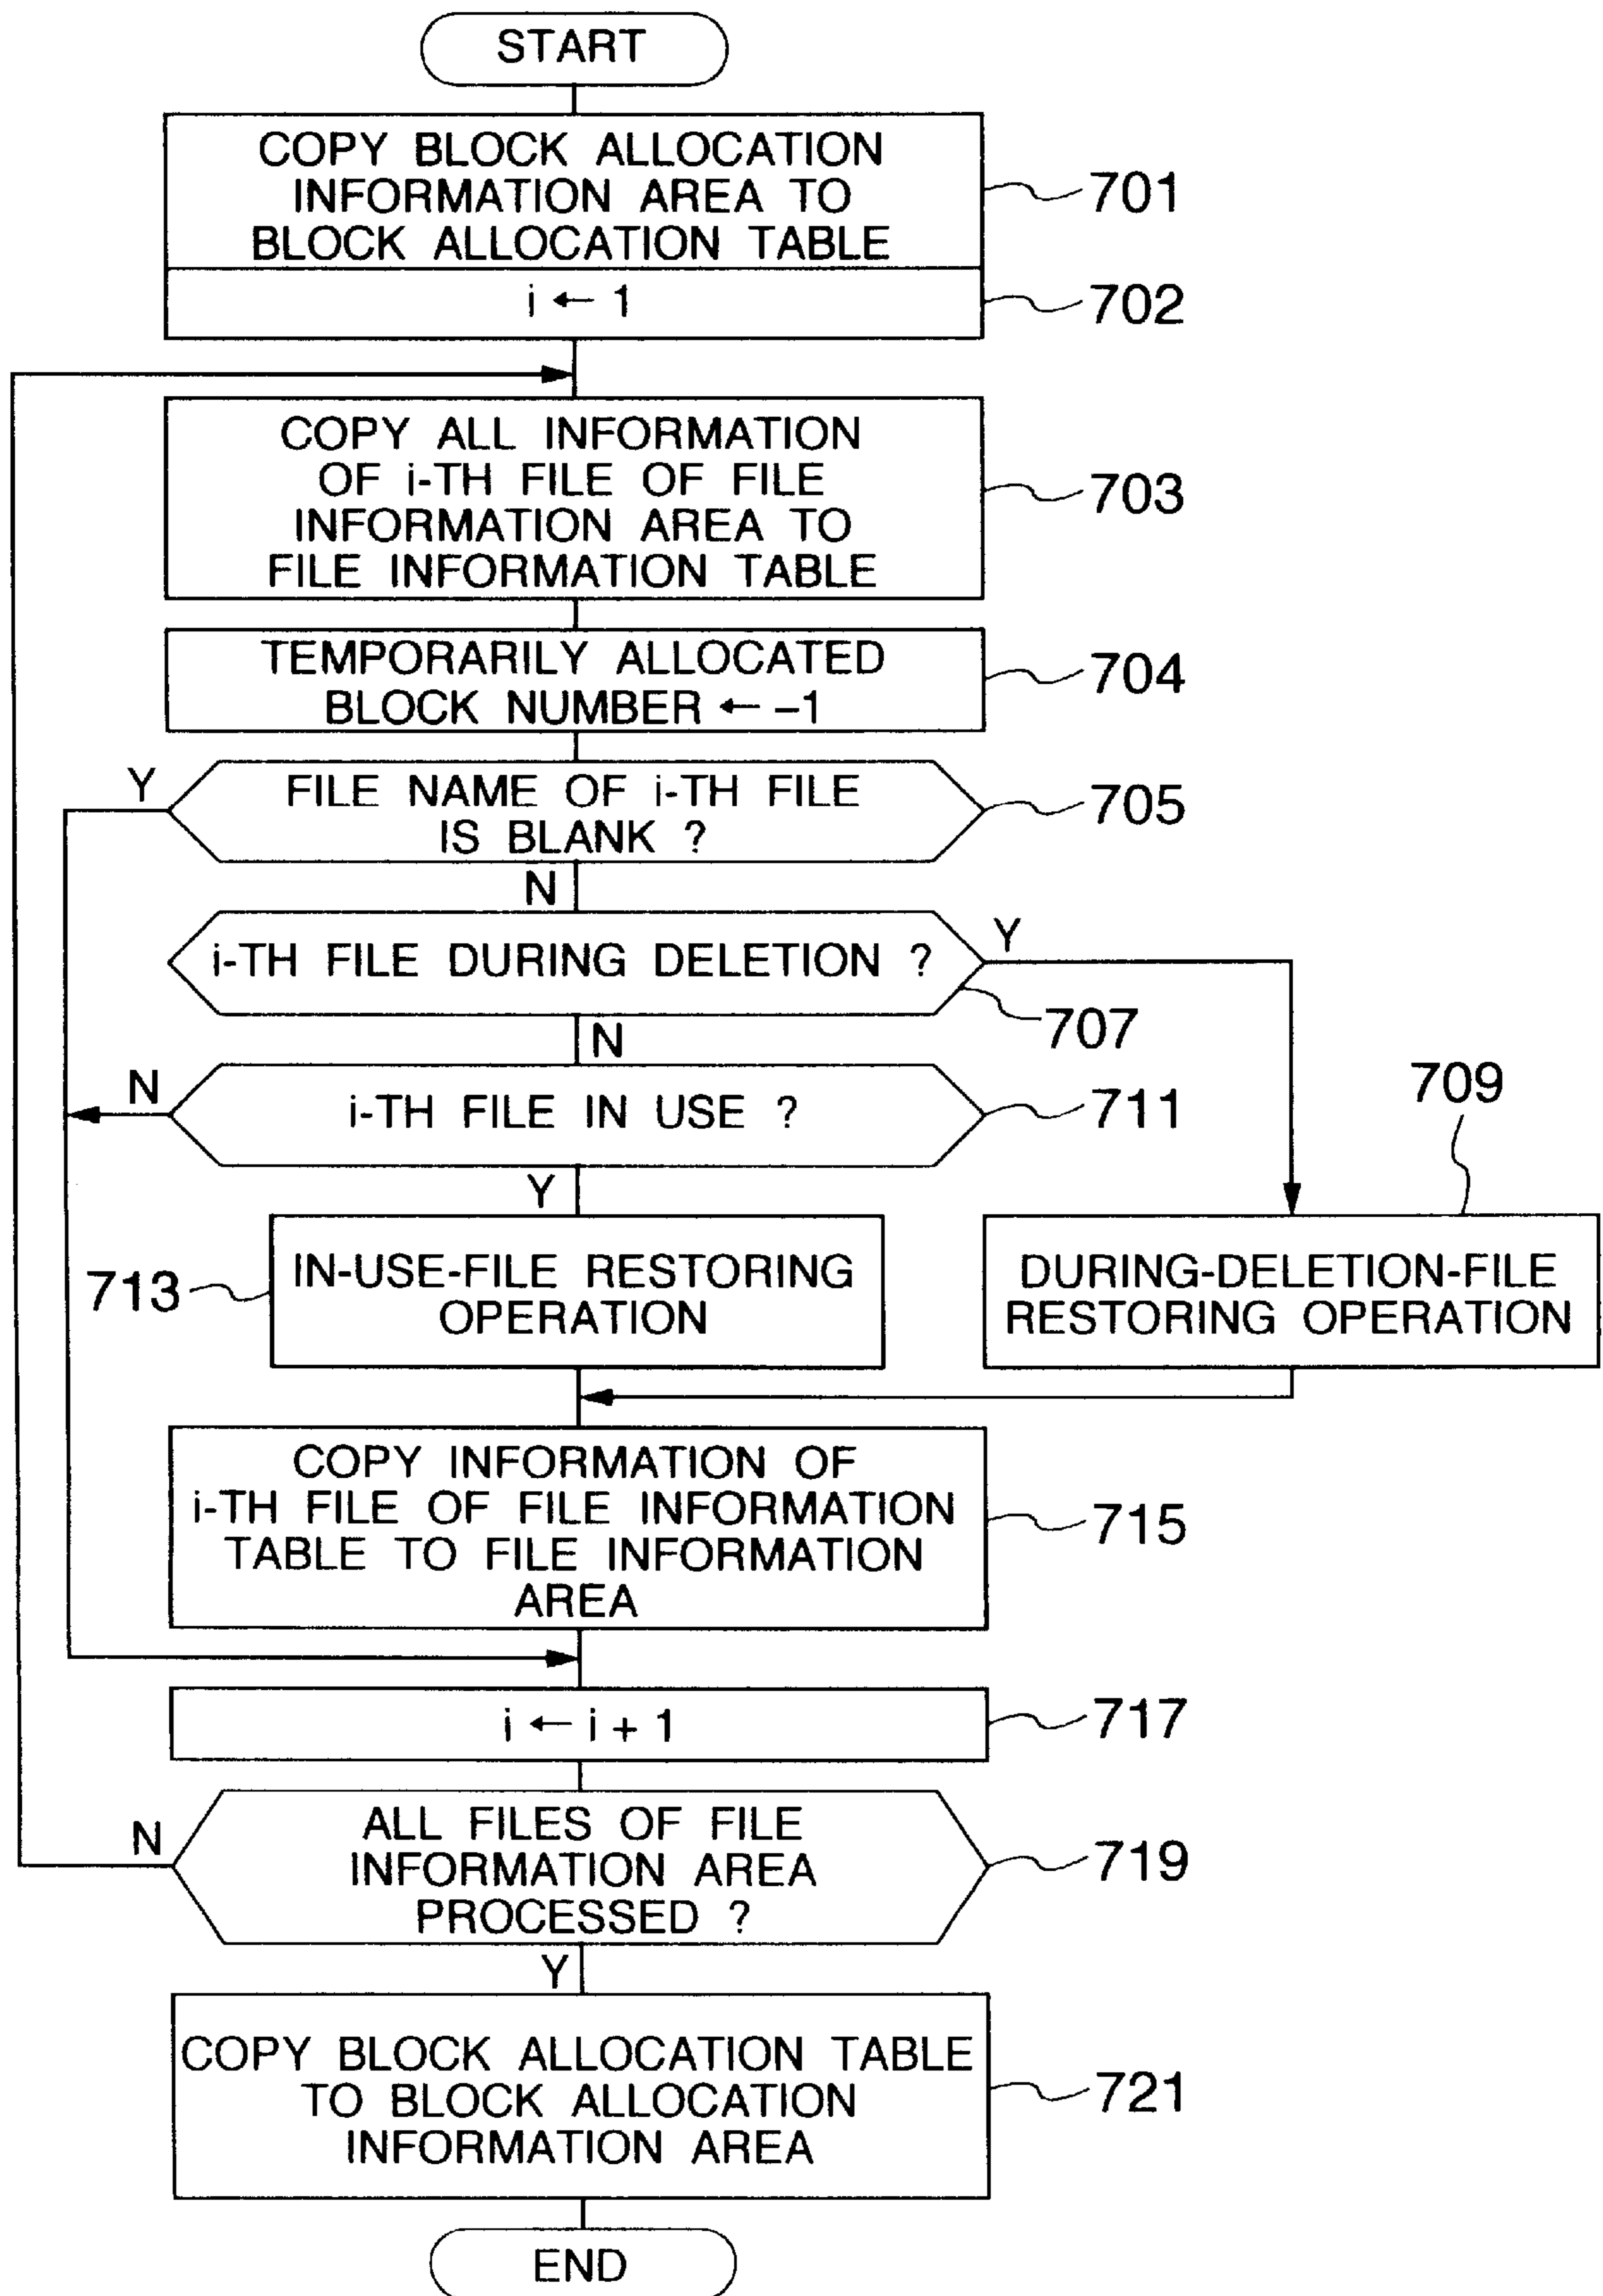 START
COPY BLOCK ALLOCATION
INFORMATION AREA TO
BLOCK ALLOCATION TABLE
701
i ← 1
702
COPY ALL INFORMATION
OF i-TH FILE OF FILE
INFORMATION AREA TO
FILE INFORMATION TABLE
703
TEMPORARILY ALLOCATED
BLOCK NUMBER ← –1
704
Y
FILE NAME OF i-TH FILE
IS BLANK ?
705
N
i-TH FILE DURING DELETION ?
Y
707
N
N
i-TH FILE IN USE ?
711
709
Y
713
IN-USE-FILE RESTORING
OPERATION
DURING-DELETION-FILE
RESTORING OPERATION
COPY INFORMATION OF
i-TH FILE OF FILE INFORMATION
TABLE TO FILE INFORMATION
AREA
715
i ← i + 1
717
N
ALL FILES OF FILE
INFORMATION AREA
PROCESSED ?
719
Y
COPY BLOCK ALLOCATION TABLE
TO BLOCK ALLOCATION
INFORMATION AREA
721
END